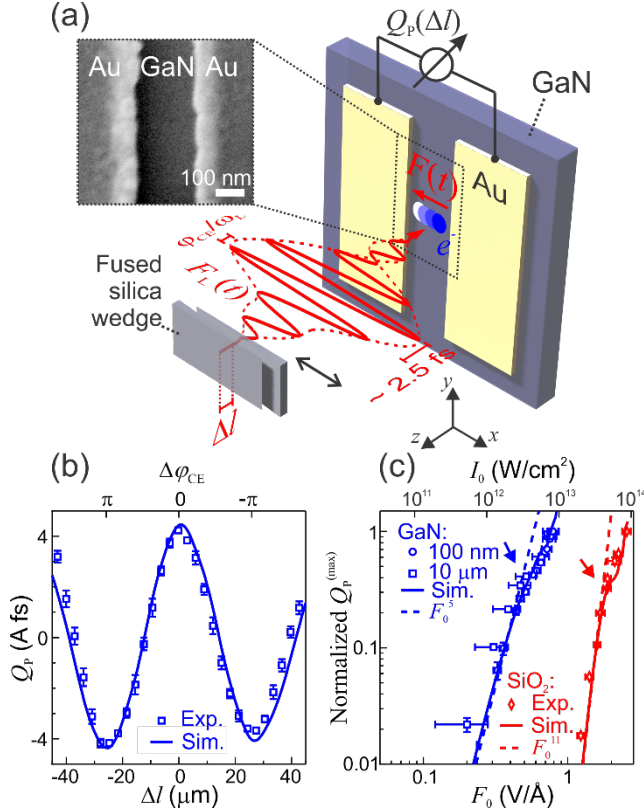 (a)
Q_P(Δl)
GaN
Au GaN Au
100 nm
Au
F(t)
e⁻
φ_CE/ω_L
F_L(t)
Fused
silica
wedge
~ 2.5 fs
Δl
y
z
x
(b)
Δφ_CE
π 0 -π
Q_P (A fs)
4
0
-4
Exp.
Sim.
-40 -20 0 20 40
Δl (μm)
(c)
I_0 (W/cm²)
10¹¹ 10¹² 10¹³ 10¹⁴
Normalized Q_P^(max)
1
0.1
0.01
GaN:
100 nm
10 μm
Sim.
F_0^5
SiO₂:
Exp.
Sim.
F_0^11
0.1 1
F_0 (V/Å)